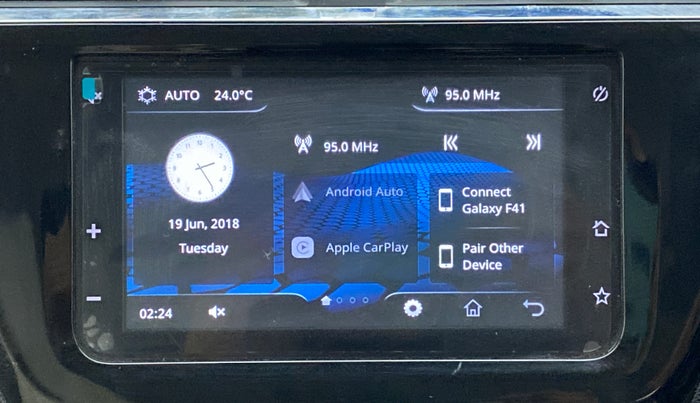 AUTO 24.0°C
95.0 MHz
95.0 MHz
Android Auto
Connect
Galaxy F41
19 Jun, 2018
Tuesday
Apple CarPlay
Pair Other
Device
02:24